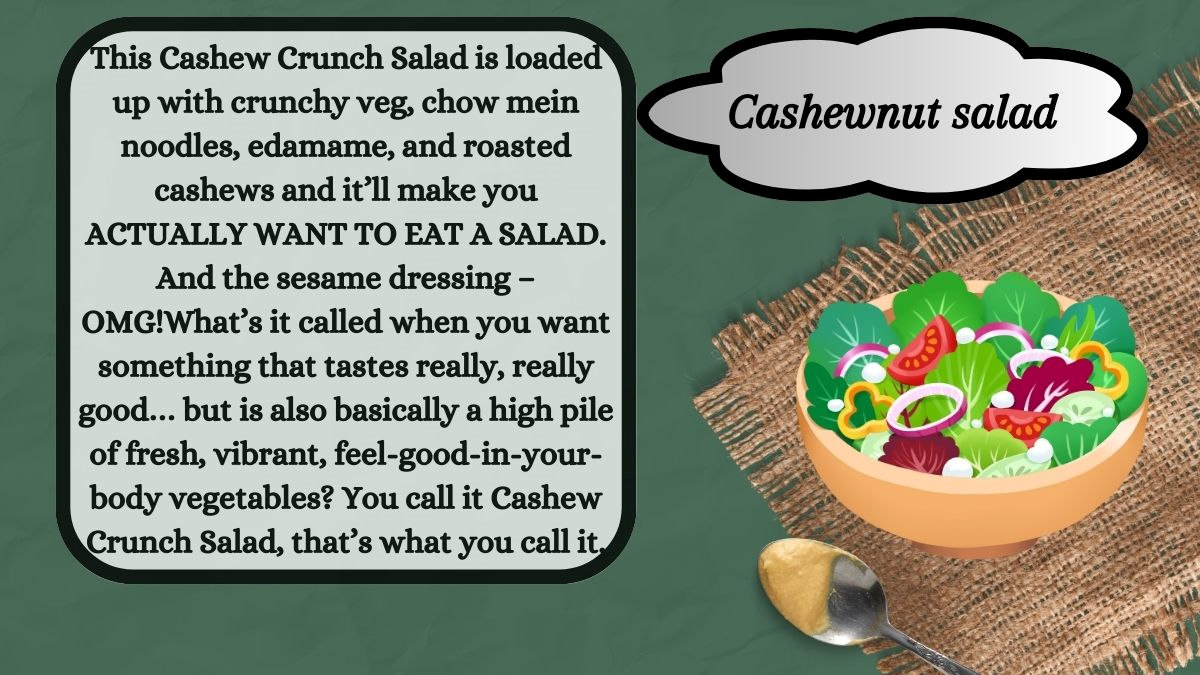 This Cashew Crunch Salad is loaded
up with crunchy veg, chow mein
noodles, edamame, and roasted
cashews and it’ll make you
ACTUALLY WANT TO EAT A SALAD.
And the sesame dressing –
OMG!What’s it called when you want
something that tastes really, really
good... but is also basically a high pile
of fresh, vibrant, feel-good-in-your-
body vegetables? You call it Cashew
Crunch Salad, that’s what you call it.
Cashewnut salad